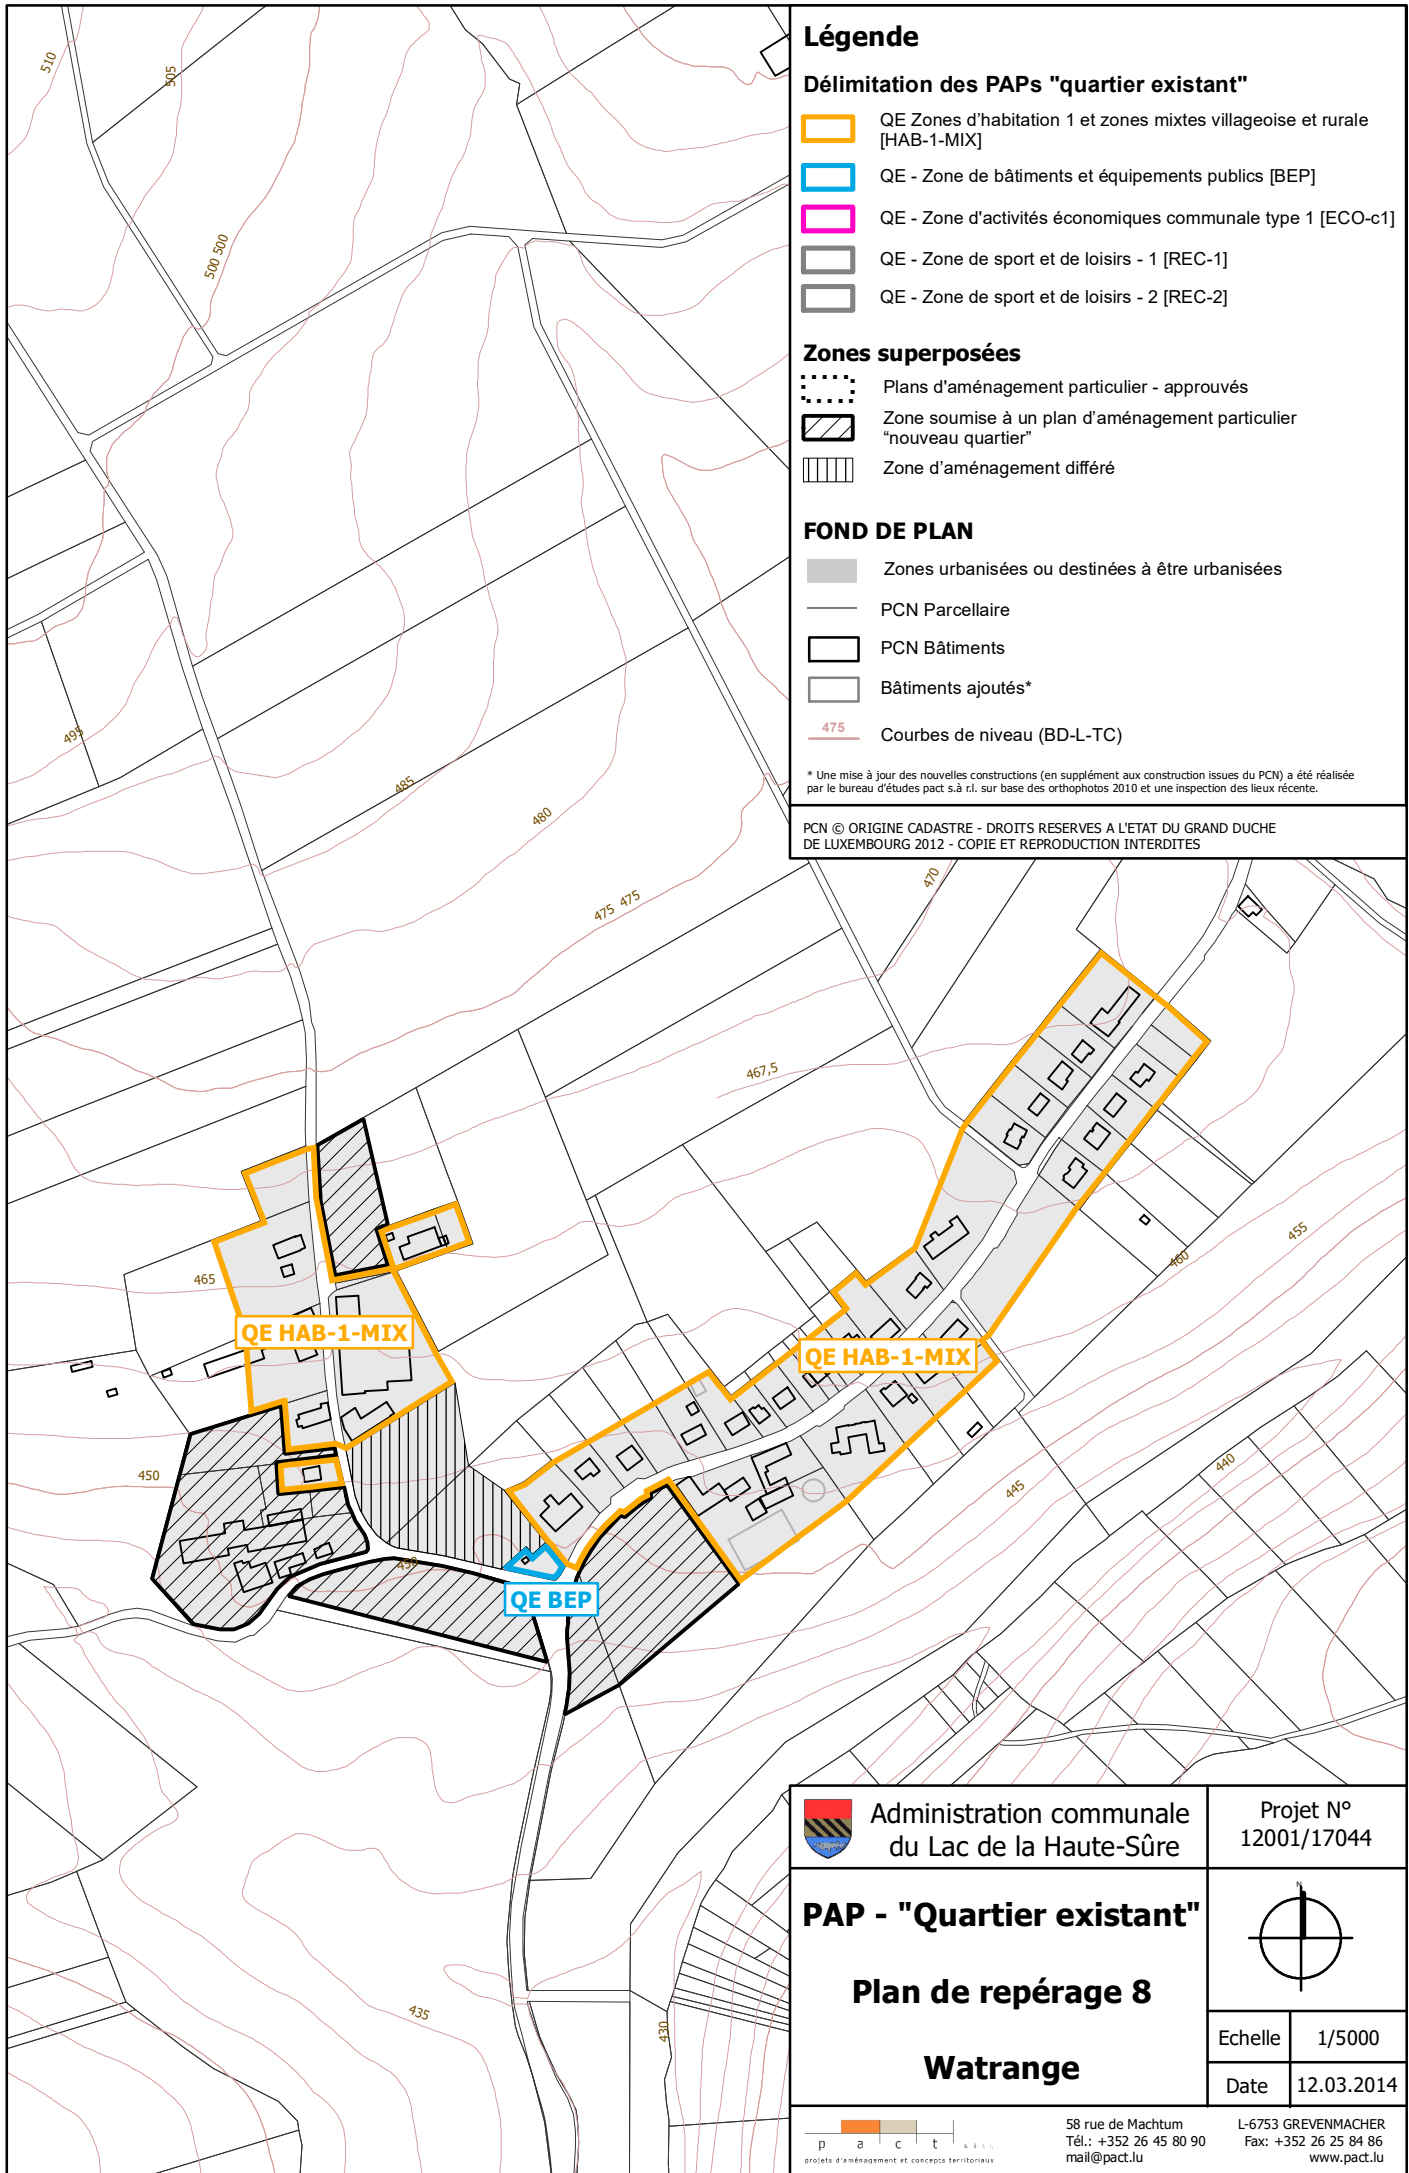 Légende
Délimitation des PAPs "quartier existant"
QE Zones d'habitation 1 et zones mixtes villageoise et rurale
[HAB-1-MIX]
QE - Zone de bâtiments et équipements publics [BEP]
QE - Zone d'activités économiques communale type 1 [ECO-c1]
QE - Zone de sport et de loisirs - 1 [REC-1]
QE - Zone de sport et de loisirs - 2 [REC-2]
Zones superposées
Plans d'aménagement particulier - approuvés
Zone soumise à un plan d'aménagement particulier
“nouveau quartier”
Zone d'aménagement différé
FOND DE PLAN
Zones urbanisées ou destinées à être urbanisées
PCN Parcellaire
PCN Bâtiments
Bâtiments ajoutés*
475
Courbes de niveau (BD-L-TC)
* Une mise à jour des nouvelles constructions (en supplément aux construction issues du PCN) a été réalisée
par le bureau d'études pact s.à r.l. sur base des orthophotos 2010 et une inspection des lieux récente.
PCN © ORIGINE CADASTRE - DROITS RESERVES A L'ETAT DU GRAND DUCHE
DE LUXEMBOURG 2012 - COPIE ET REPRODUCTION INTERDITES
510
505
500 500
495
485
480
475 475
470
467,5
465
460
455
QE HAB-1-MIX
QE HAB-1-MIX
450
450
445
440
QE BEP
435
430
Administration communale
du Lac de la Haute-Sûre
Projet N°
12001/17044
PAP - "Quartier existant"
Plan de repérage 8
Watrange
N
Echelle 1/5000
Date 12.03.2014
p a c t
projets d'aménagement et concepts territoriaux
58 rue de Machtum
Tél.: +352 26 45 80 90
mail@pact.lu
L-6753 GREVENMACHER
Fax: +352 26 25 84 86
www.pact.lu